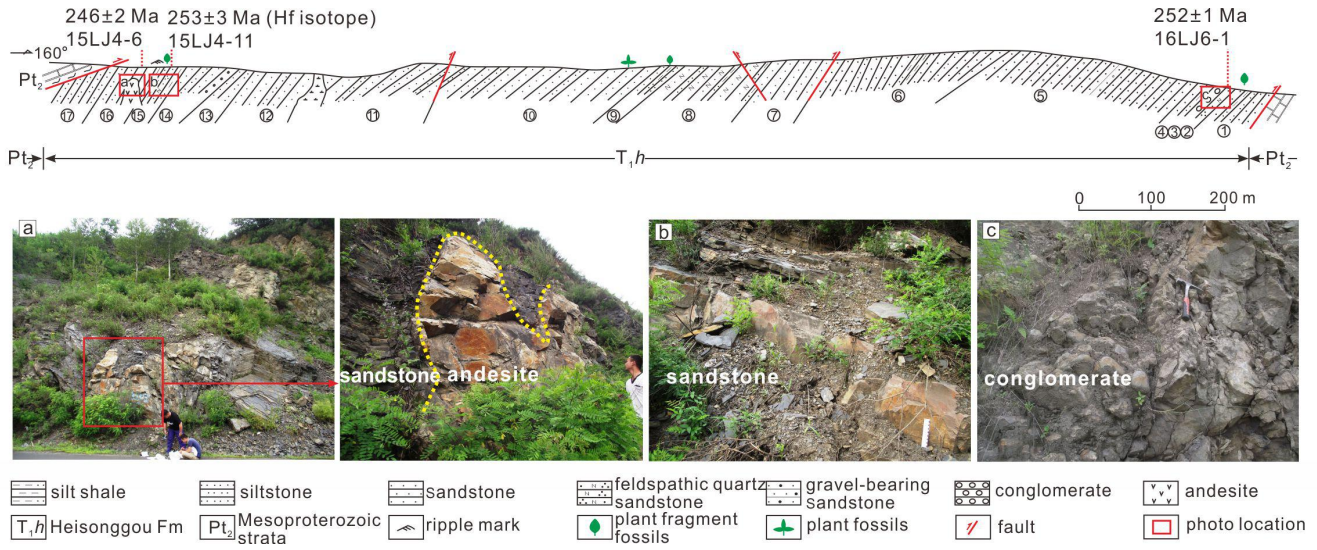 246±2 Ma
15LJ4-6
253±3 Ma (Hf isotope)
15LJ4-11
252±1 Ma
16LJ6-1
160°
Pt2
a
b
c
⑰ ⑯ ⑮ ⑭ ⑬ ⑫ ⑪ ⑩ ⑨ ⑧ ⑦ ⑥ ⑤ ④ ③ ② ①
Pt2 T1h Pt2
0 100 200 m
a
sandstone andesite
b
sandstone
c
conglomerate
silt shale
siltstone
sandstone
N N N
feldspathic quartz
sandstone
gravel-bearing
Sandstone
conglomerate
andesite
T1h Heisonggou Fm
Pt2 Mesoproterozoic
strata
ripple mark
plant fragment
fossils
plant fossils
fault
photo location